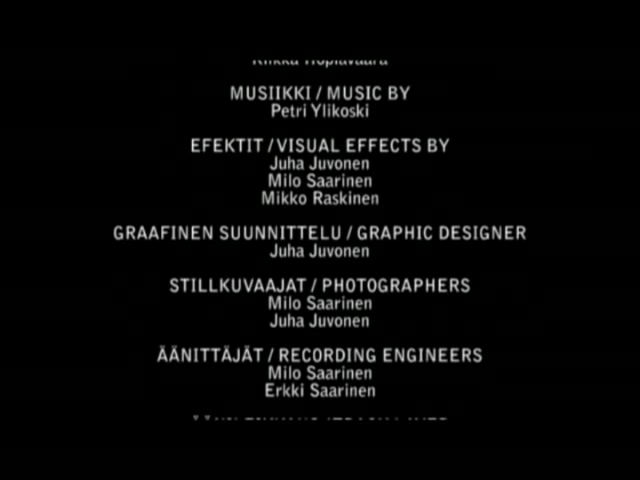 MUSIIKKI / MUSIC BY
Petri Ylikoski
EFEKTIT / VISUAL EFFECTS BY
Juha Juvonen
Milo Saarinen
Mikko Raskinen
GRAAFINEN SUUNNITTELU / GRAPHIC DESIGNER
Juha Juvonen
STILLKUVAAJAT / PHOTOGRAPHERS
Milo Saarinen
Juha Juvonen
ÄÄNITTÄJÄT / RECORDING ENGINEERS
Milo Saarinen
Erkki Saarinen